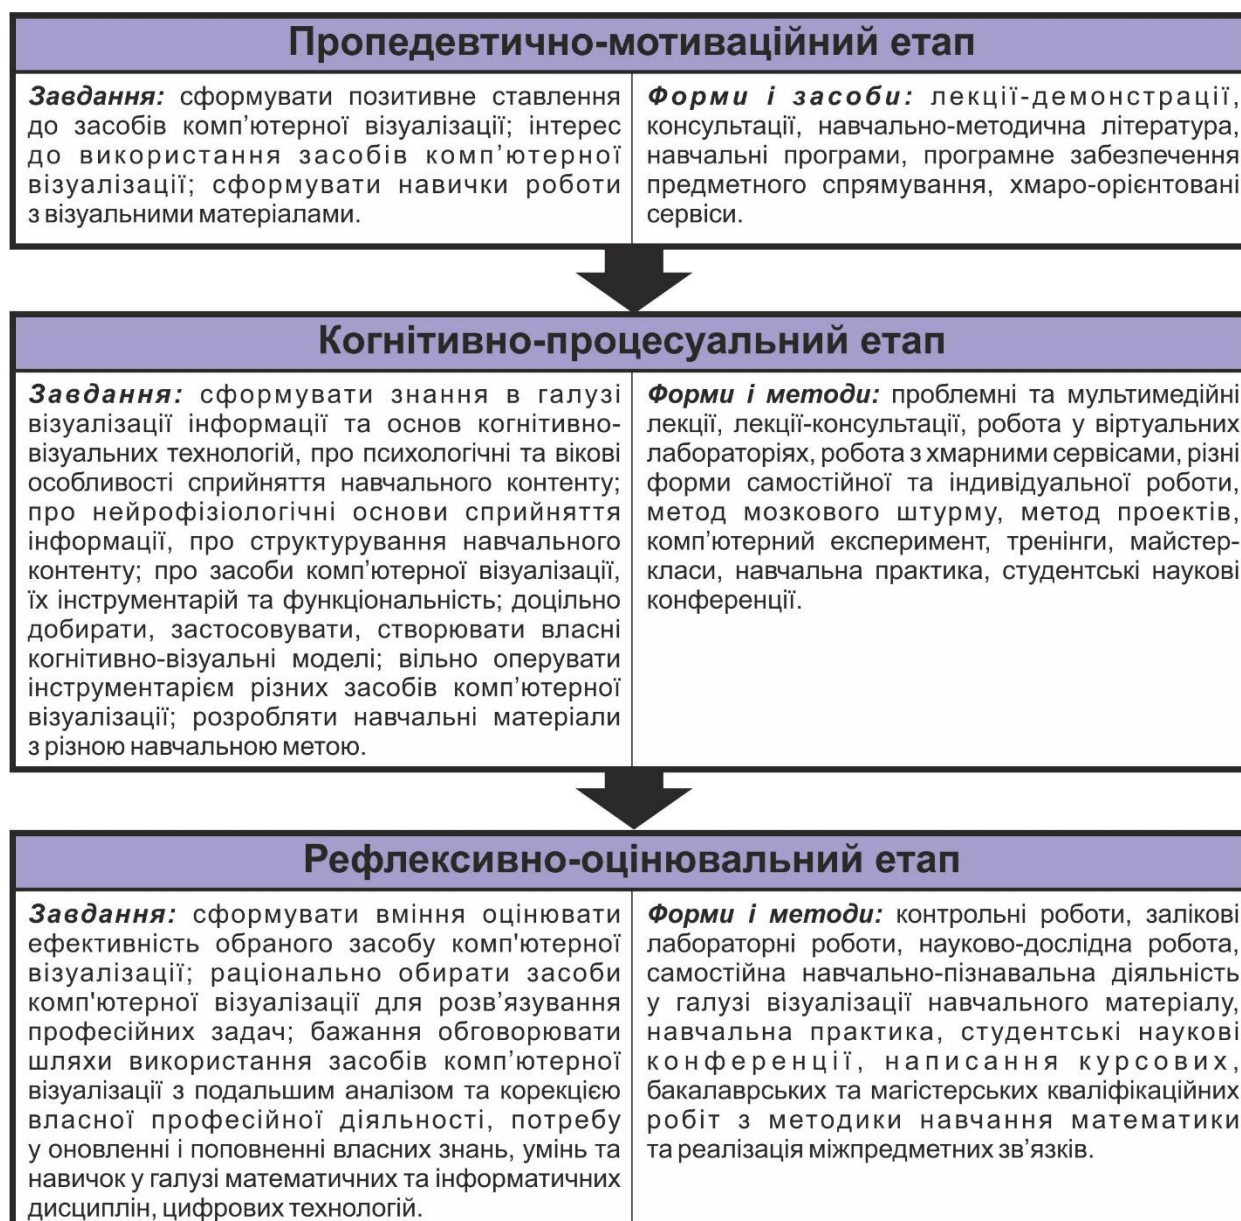 Пропедевтично-мотиваційний етап
Завдання: сформувати позитивне ставлення
до засобів комп’ютерної візуалізації; інтерес
до використання засобів комп’ютерної
візуалізації; сформувати навички роботи
з візуальними матеріалами.
Форми і засоби: лекції-демонстрації,
консультації, навчально-методична література,
навчальні програми, програмне забезпечення
предметного спрямування, хмаро-орієнтовані
сервіси.
Когнітивно-процесуальний етап
Завдання: сформувати знання в галузі
візуалізації інформації та основ когнітивно-
візуальних технологій, про психологічні та вікові
особливості сприйняття навчального контенту;
про нейрофізіологічні основи сприйняття
інформації, про структурування навчального
контенту; про засоби комп’ютерної візуалізації,
їх інструментарій та функціональність; доцільно
добирати, застосовувати, створювати власні
когнітивно-візуальні моделі; вільно оперувати
інструментарієм різних засобів комп’ютерної
візуалізації; розробляти навчальні матеріали
з різною навчальною метою.
Форми і методи: проблемні та мультимедійні
лекції, лекції-консультації, робота у віртуальних
лабораторіях, робота з хмарними сервісами, різні
форми самостійної та індивідуальної роботи,
метод мозкового штурму, метод проектів,
комп’ютерний експеримент, тренінги, майстер-
класи, навчальна практика, студентські наукові
конференції.
Рефлексивно-оцінювальний етап
Завдання: сформувати вміння оцінювати
ефективність обраного засобу комп'ютерної
візуалізації; раціонально обирати засоби
комп'ютерної візуалізації для розв’язування
професійних задач; бажання обговорювати
шляхи використання засобів комп’ютерної
візуалізації з подальшим аналізом та корекцією
власної професійної діяльності, потребу
у оновленні і поповненні власних знань, умінь та
навичок у галузі математичних та інформатичних
дисциплін, цифрових технологій.
Форми і методи: контрольні роботи, залікові
лабораторні роботи, науково-дослідна робота,
самостійна навчально-пізнавальна діяльність
у галузі візуалізації навчального матеріалу,
навчальна практика, студентські наукові
конференції, написання курсових,
бакалаврських та магістерських кваліфікаційних
робіт з методики навчання математики
та реалізація міжпредметних зв’язків.